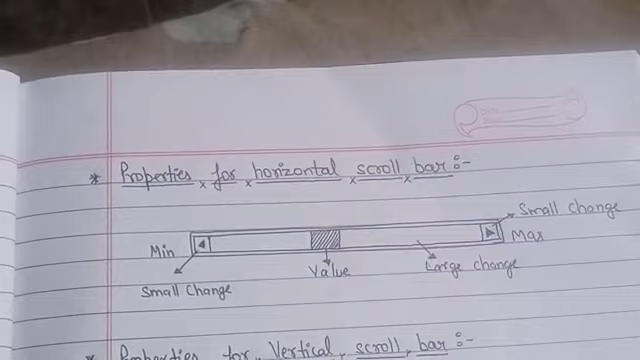 * Properties for horizontal scroll bar :-
Small Change
Min
Max
Value
Large change
Small Change
* Properties for Vertical scroll bar :-